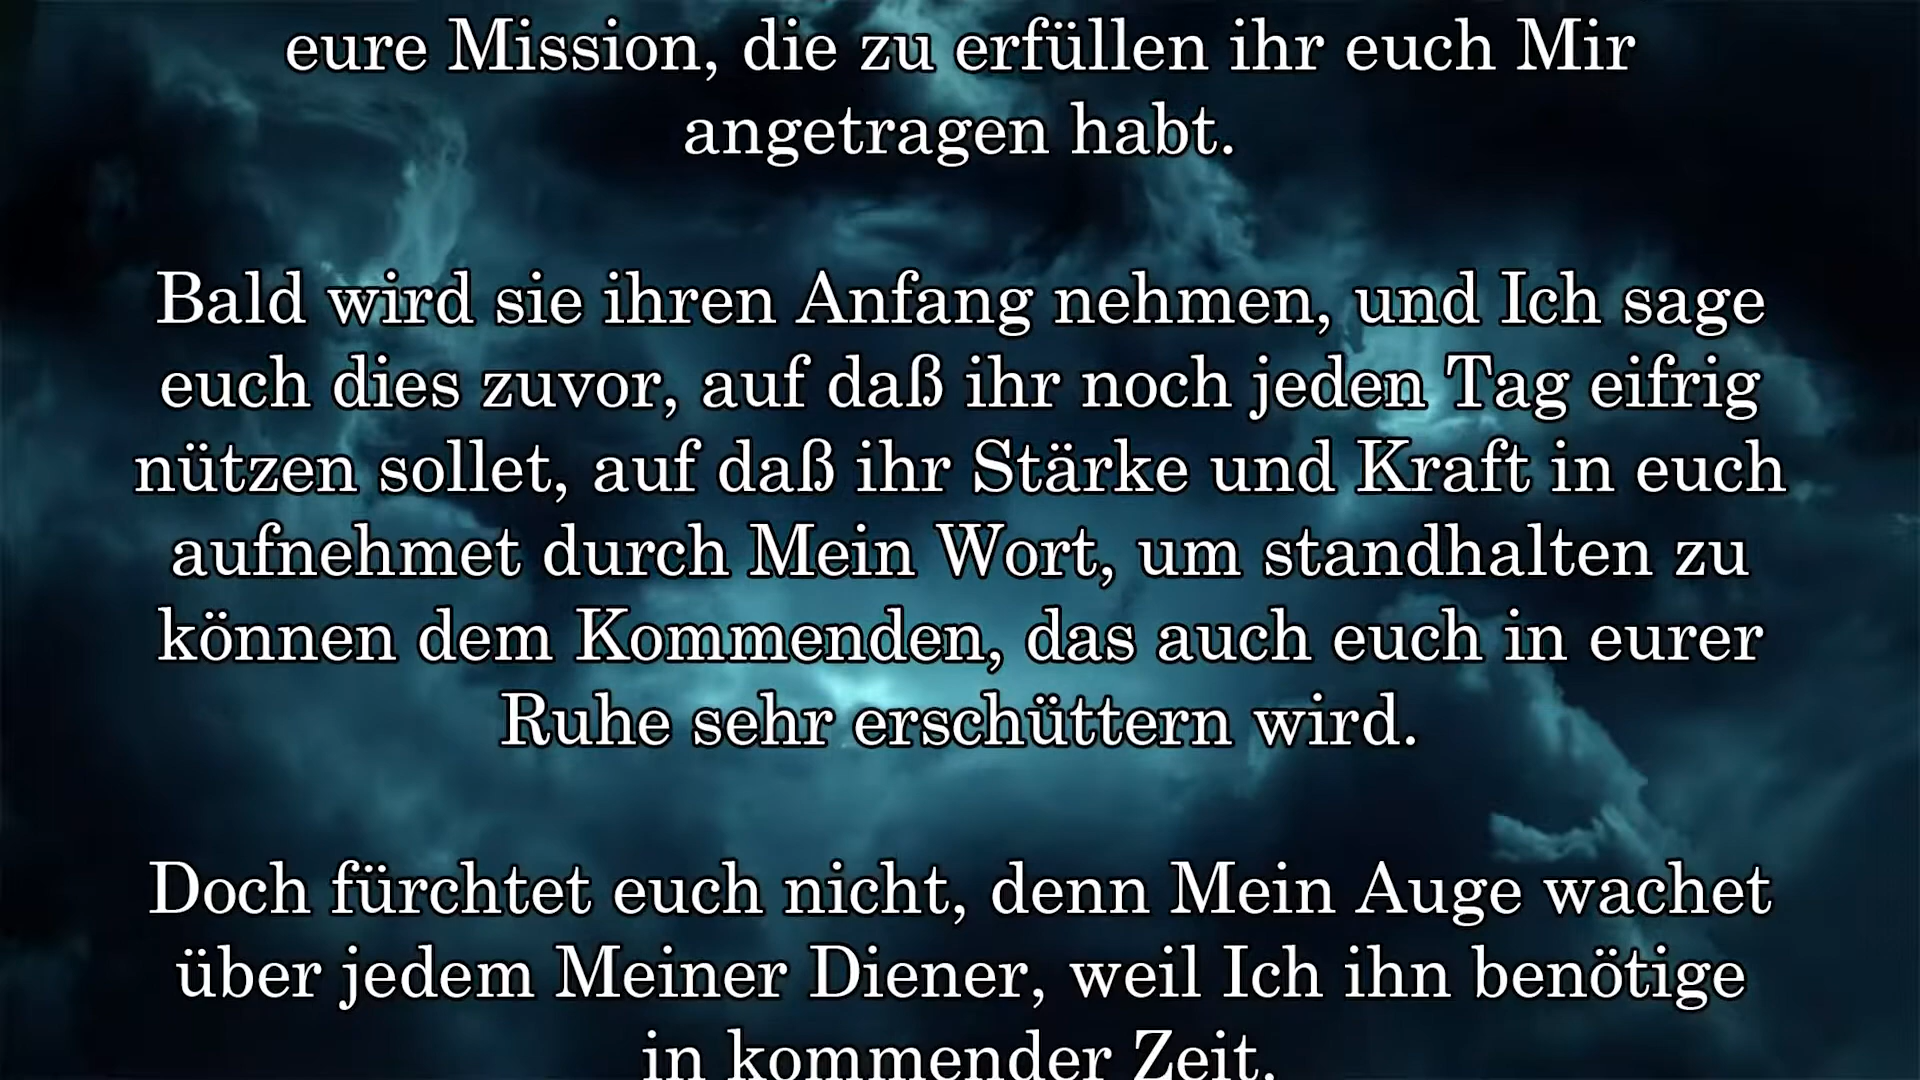 eure Mission, die zu erfüllen ihr euch Mir
angetragen habt.
Bald wird sie ihren Anfang nehmen, und Ich sage
euch dies zuvor, auf daß ihr noch jeden Tag eifrig
nützen sollet, auf daß ihr Stärke und Kraft in euch
aufnehmet durch Mein Wort, um standhalten zu
können dem Kommenden, das auch euch in eurer
Ruhe sehr erschüttern wird.
Doch fürchtet euch nicht, denn Mein Auge wachet
über jedem Meiner Diener, weil Ich ihn benötige
in kommender Zeit.